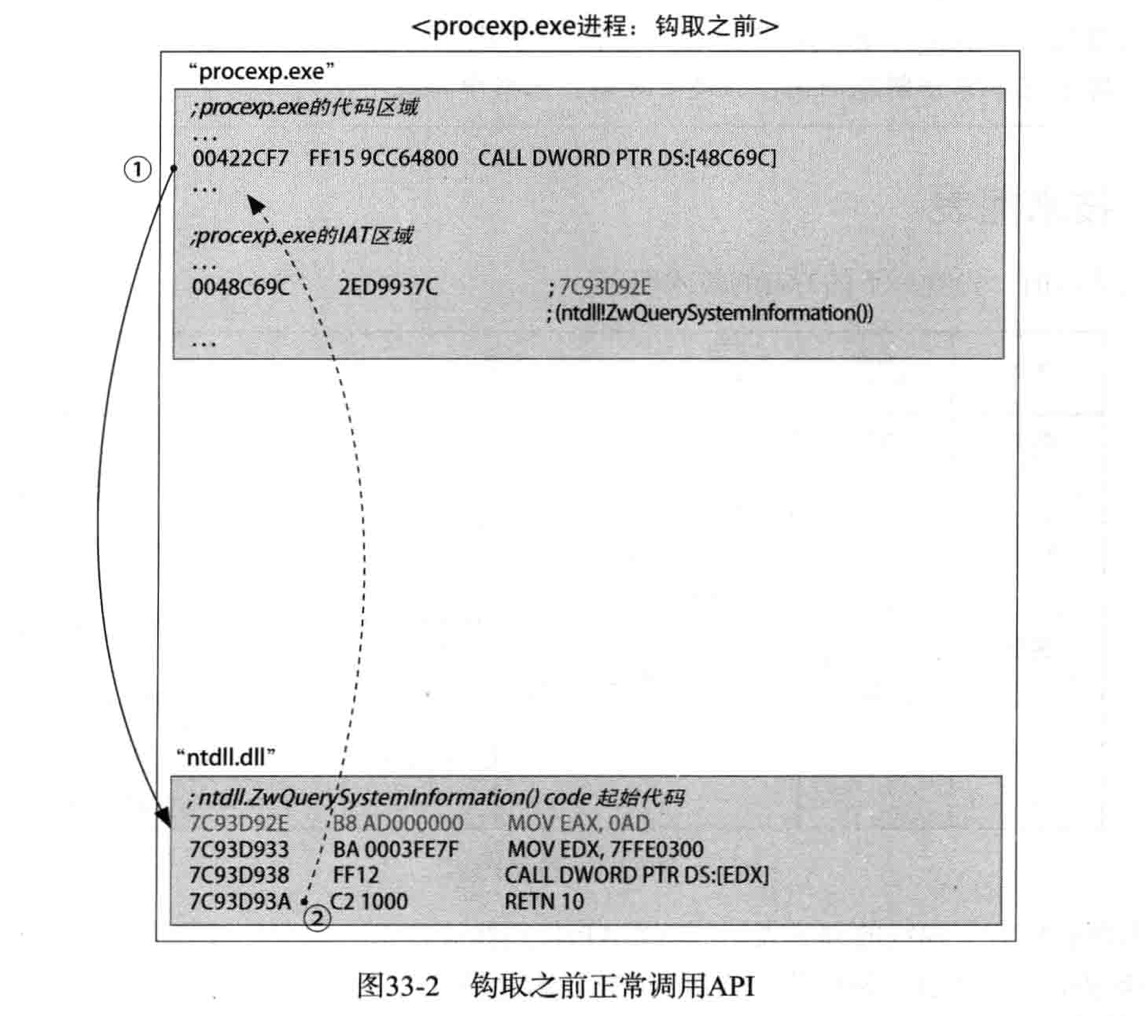 <procexp.exe进程：钩取之前>
“procexp.exe”
;procexp.exe的代码区域
...
① 00422CF7 FF15 9CC64800 CALL DWORD PTR DS:[48C69C]
...
;procexp.exe的IAT区域
...
0048C69C 2ED9937C ; 7C93D92E
; (ntdll!ZwQuerySystemInformation())
...
“ntdll.dll”
; ntdll.ZwQuerySystemInformation() code 起始代码
7C93D92E B8 AD000000 MOV EAX, 0AD
7C93D933 BA 0003FE7F MOV EDX, 7FFE0300
7C93D938 FF12 CALL DWORD PTR DS:[EDX]
7C93D93A C2 1000 RETN 10
②
图33-2 钩取之前正常调用API